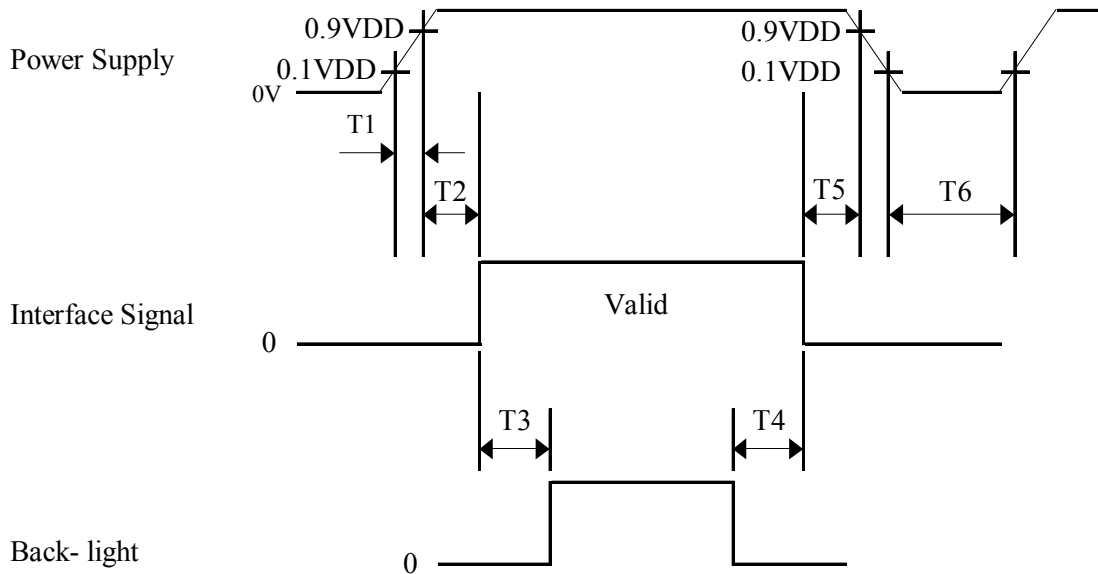 0.9VDD
0.9VDD
Power Supply
0.1VDD
0.1VDD
0V
T1
T2
T5
T6
Interface Signal
Valid
0
T3
T4
Back- light
0